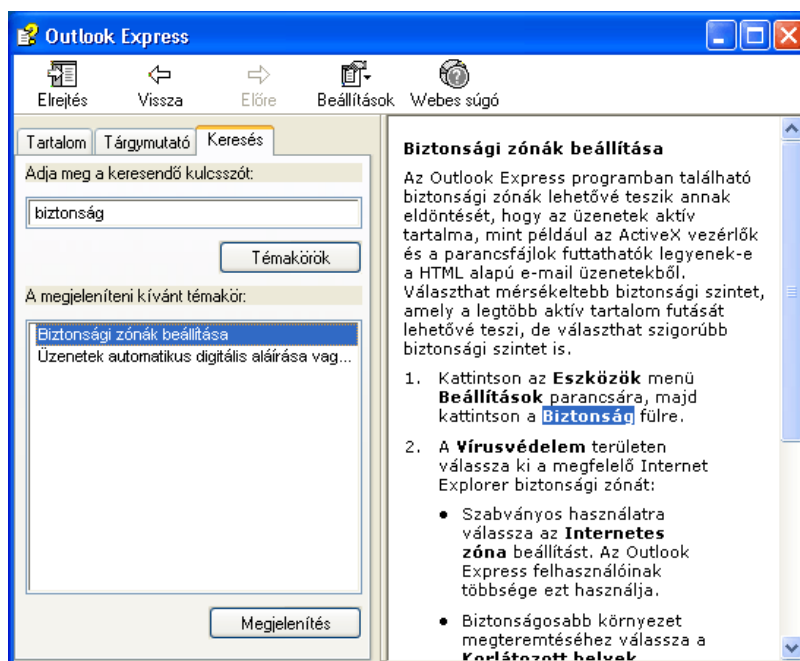 Outlook Express
Elrejtés Vissza Előre Beállítások Webes súgó
Tartalom Tárgymutató Keresés
Adja meg a keresendő kulcsszót:
biztonság
Témakörök
A megjeleníteni kívánt témakör:
Biztonsági zónák beállítása
Üzenetek automatikus digitális aláírása vag...
Megjelenítés
Biztonsági zónák beállítása
Az Outlook Express programban található
biztonsági zónák lehetővé teszik annak
eldöntését, hogy az üzenetek aktív
tartalma, mint például az ActiveX vezérlők
és a parancsfájlok futtathatók legyenek-e
a HTML alapú e-mail üzenetekből.
Választhat mérsékeltebb biztonsági szintet,
amely a legtöbb aktív tartalom futását
lehetővé teszi, de választhat szigorúbb
biztonsági szintet is.
1. Kattintson az Eszközök menü
Beállítások parancsára, majd
kattintson a Biztonság fülre.
2. A Vírusvédelem területen
válassza ki a megfelelő Internet
Explorer biztonsági zónát:
• Szabványos használatra
válassza az Internetes
zóna beállítást. Az Outlook
Express felhasználóinak
többsége ezt használja.
• Biztonságosabb környezet
megteremtéséhez válassza a
Korlátozott helyek